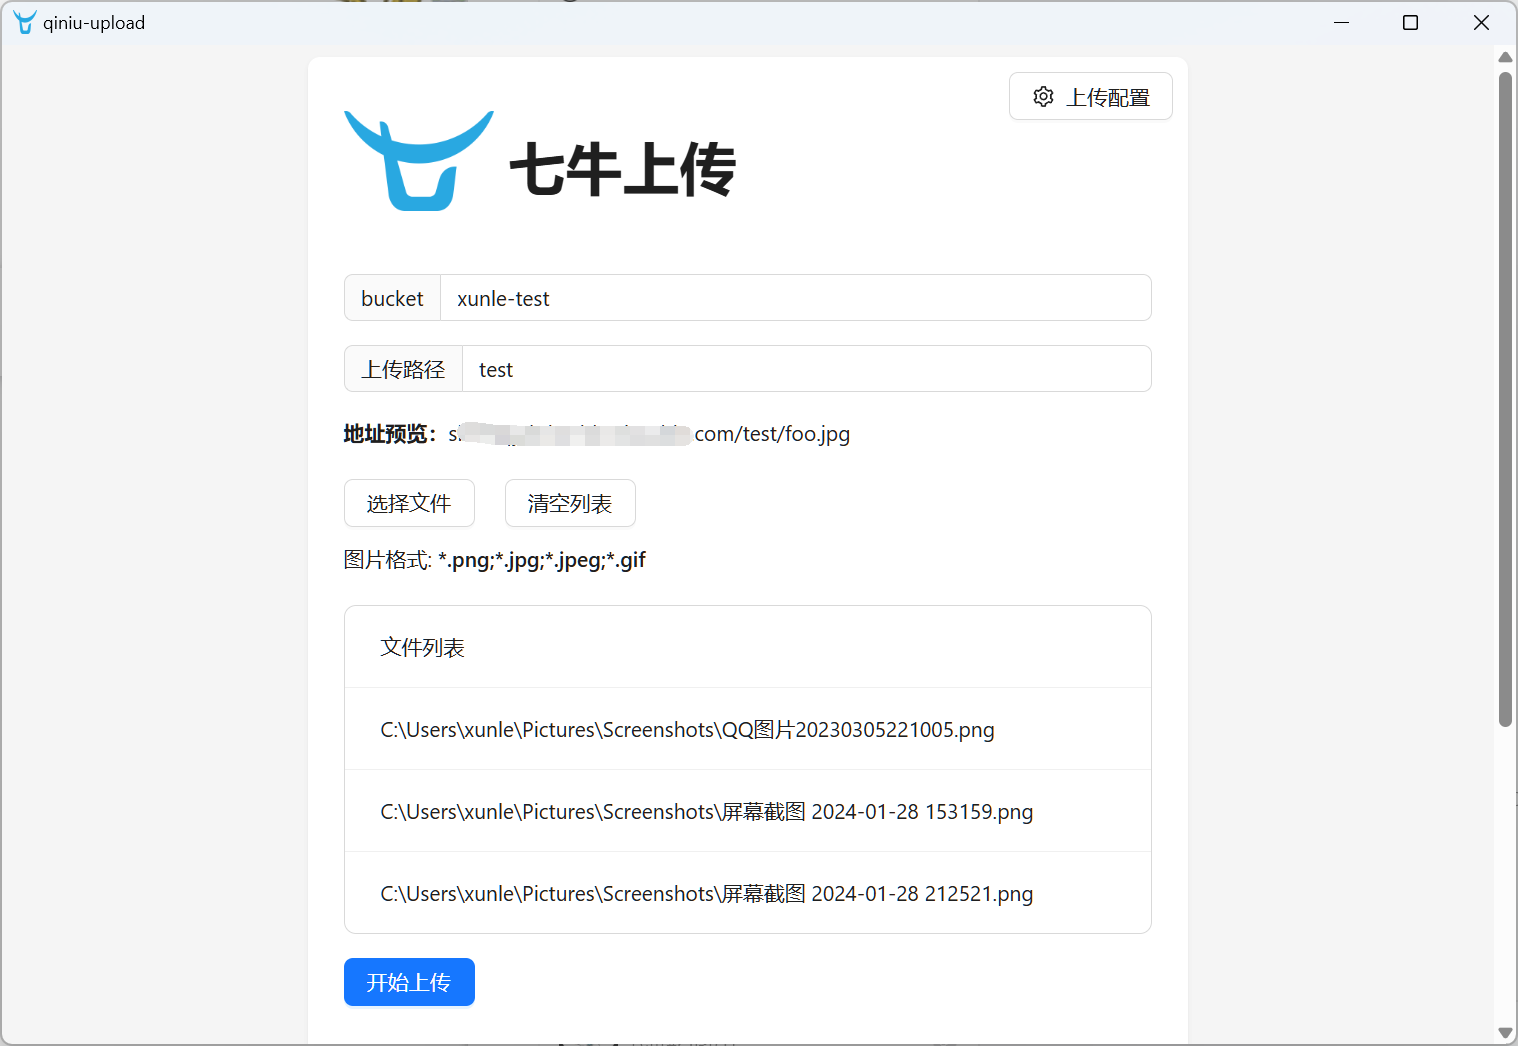 qiniu-upload
上传配置
七牛上传
bucket xunle-test
上传路径 test
地址预览：com/test/foo.jpg
选择文件 清空列表
图片格式: *.png;*.jpg;*.jpeg;*.gif
文件列表
C:\Users\xunle\Pictures\Screenshots\QQ图片20230305221005.png
C:\Users\xunle\Pictures\Screenshots\屏幕截图 2024-01-28 153159.png
C:\Users\xunle\Pictures\Screenshots\屏幕截图 2024-01-28 212521.png
开始上传